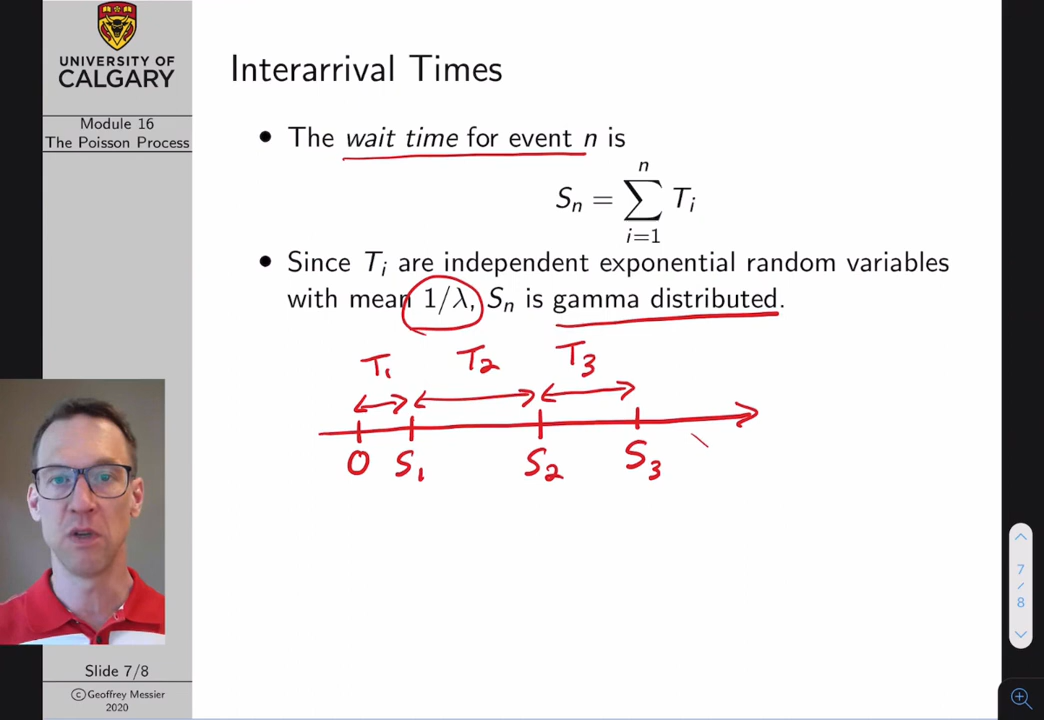 UNIVERSITY OF
CALGARY
Module 16
The Poisson Process
Interarrival Times
• The wait time for event n is
n
Sₙ = ∑ Tᵢ
i=1
• Since Tᵢ are independent exponential random variables
with mean 1/λ, Sₙ is gamma distributed.
T₁ T₂ T₃
0 S₁ S₂ S₃
7
/
8
Slide 7/8
©Geoffrey Messier
2020